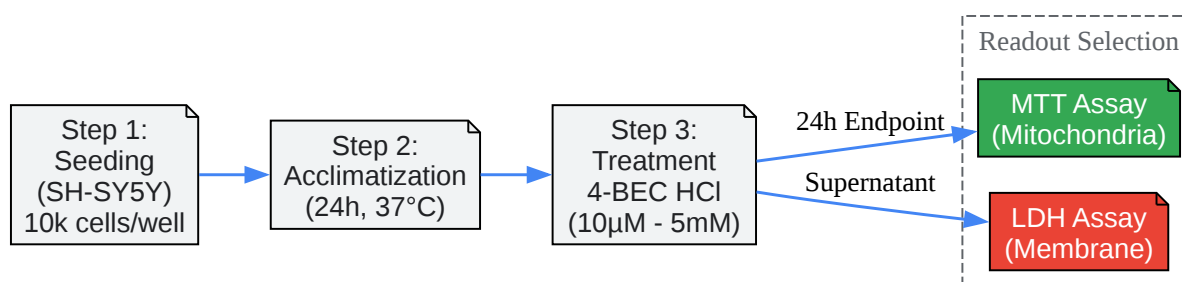 Step 1:
Seeding
(SH-SY5Y)
10k cells/well
Step 2:
Acclimatization
(24h, 37°C)
Step 3:
Treatment
4-BEC HCl
(10µM - 5mM)
24h Endpoint
Supernatant
Readout Selection
MTT Assay
(Mitochondria)
LDH Assay
(Membrane)